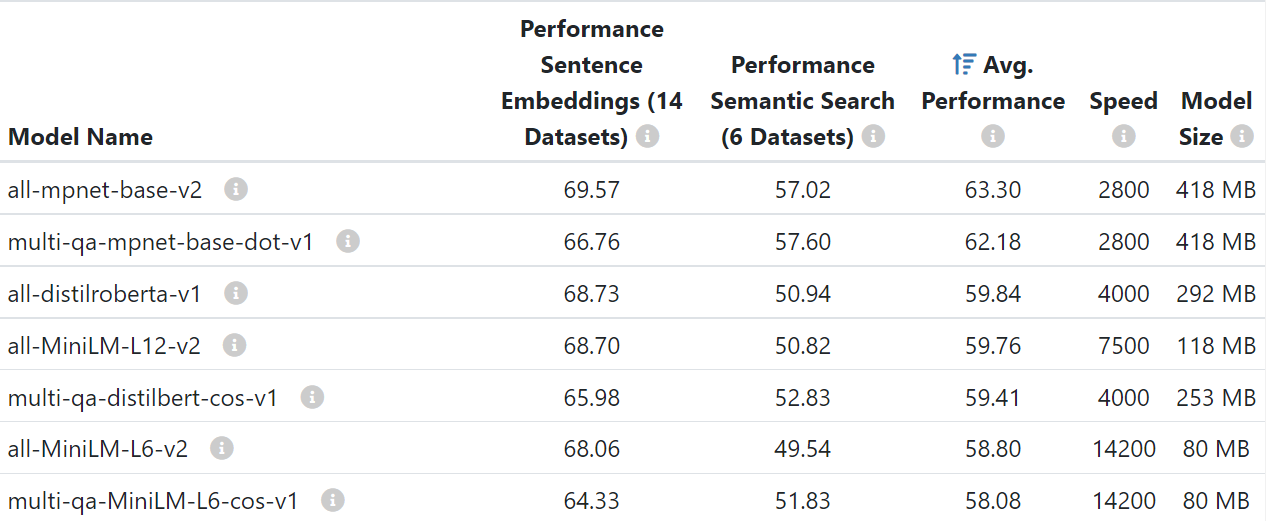 Model Name Performance Sentence Embeddings (14 Datasets) Performance Semantic Search (6 Datasets) Avg. Performance Speed Model Size
all-mpnet-base-v2 69.57 57.02 63.30 2800 418 MB
multi-qa-mpnet-base-dot-v1 66.76 57.60 62.18 2800 418 MB
all-distilroberta-v1 68.73 50.94 59.84 4000 292 MB
all-MiniLM-L12-v2 68.70 50.82 59.76 7500 118 MB
multi-qa-distilbert-cos-v1 65.98 52.83 59.41 4000 253 MB
all-MiniLM-L6-v2 68.06 49.54 58.80 14200 80 MB
multi-qa-MiniLM-L6-cos-v1 64.33 51.83 58.08 14200 80 MB